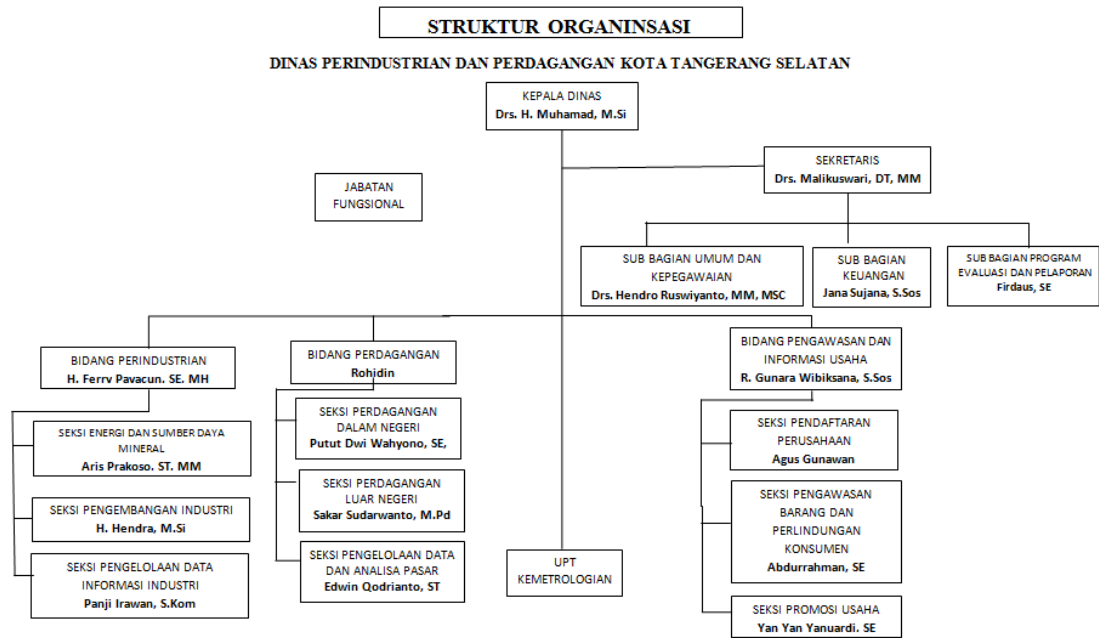 STRUKTUR ORGANINSASI
DINAS PERINDUSTRIAN DAN PERDAGANGAN KOTA TANGERANG SELATAN
KEPALA DINAS
Drs. H. Muhamad, M.Si
SEKRETARIS
Drs. Malikuswari, DT, MM
JABATAN
FUNGSIONAL
SUB BAGIAN UMUM DAN
KEPEGAWAIAN
Drs. Hendro Ruswiyanto, MM, MSC
SUB BAGIAN
KEUANGAN
Jana Sujana, S.Sos
SUB BAGIAN PROGRAM
EVALUASI DAN PELAPORAN
Firdaus, SE
BIDANG PERINDUSTRIAN
H. Ferry Payacun. SE. MH
SEKSI ENERGI DAN SUMBER DAYA
MINERAL
Aris Prakoso. ST. MM
SEKSI PENGEMBANGAN INDUSTRI
H. Hendra, M.Si
SEKSI PENGELOLAAN DATA
INFORMASI INDUSTRI
Panji Irawan, S.Kom
BIDANG PERDAGANGAN
Rohidin
SEKSI PERDAGANGAN
DALAM NEGERI
Putut Dwi Wahyono, SE,
SEKSI PERDAGANGAN
LUAR NEGERI
Sakar Sudarwanto, M.Pd
SEKSI PENGELOLAAN DATA
DAN ANALISA PASAR
Edwin Qodrianto, ST
UPT
KEMETROLOGIAN
BIDANG PENGAWASAN DAN
INFORMASI USAHA
R. Gunara Wibiksana, S.Sos
SEKSI PENDAFTARAN
PERUSAHAAN
Agus Gunawan
SEKSI PENGAWASAN
BARANG DAN
PERLINDUNGAN
KONSUMEN
Abdurrahman, SE
SEKSI PROMOSI USAHA
Yan Yan Yanuardi. SE